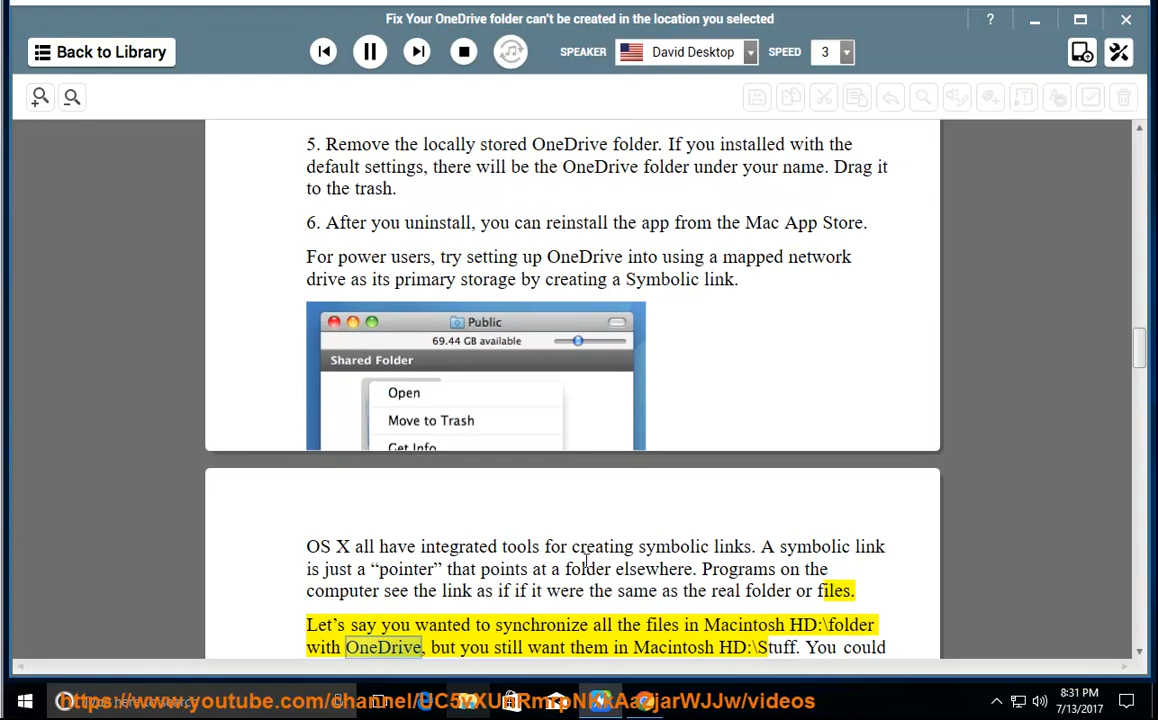 Fix Your OneDrive folder can't be created in the location you selected
?
Back to Library
SPEAKER
David Desktop
SPEED
3
5. Remove the locally stored OneDrive folder. If you installed with the
default settings, there will be the OneDrive folder under your name. Drag it
to the trash.
6. After you uninstall, you can reinstall the app from the Mac App Store.
For power users, try setting up OneDrive into using a mapped network
drive as its primary storage by creating a Symbolic link.
Public
69.44 GB available
Shared Folder
Open
Move to Trash
Get Info
OS X all have integrated tools for creating symbolic links. A symbolic link
is just a “pointer” that points at a folder elsewhere. Programs on the
computer see the link as if if it were the same as the real folder or files.
Let’s say you wanted to synchronize all the files in Macintosh HD:\folder
with OneDrive, but you still want them in Macintosh HD:\Stuff. You could
8:31 PM
7/13/2017